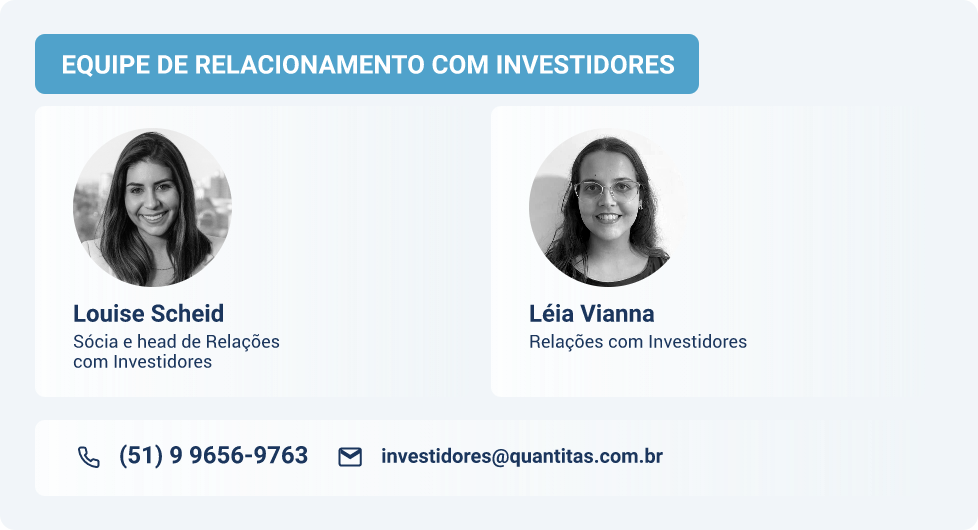 EQUIPE DE RELACIONAMENTO COM INVESTIDORES
Louise Scheid
Sócia e head de Relações
com Investidores
Léia Vianna
Relações com Investidores
(51) 9 9656-9763
investidores@quantitas.com.br